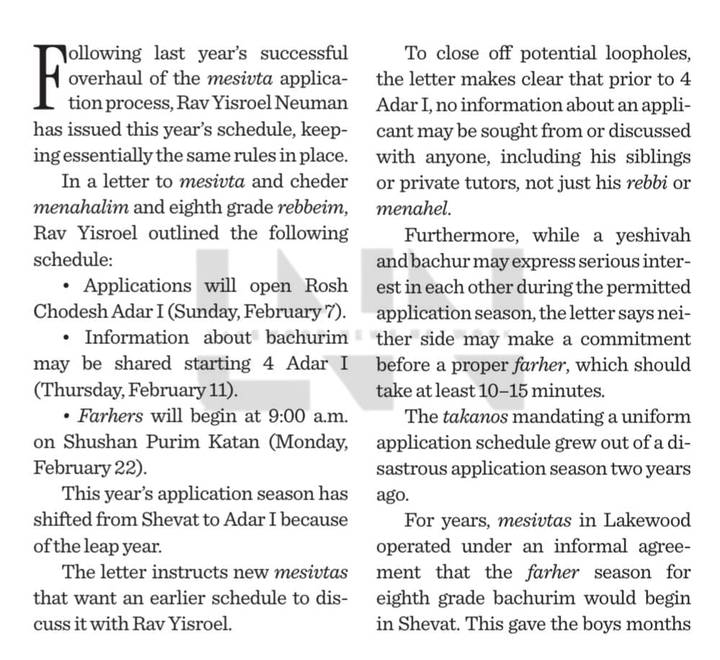 Following last year's successful
overhaul of the mesivta applica-
tion process, Rav Yisroel Neuman
has issued this year's schedule, keep-
ing essentially the same rules in place.
In a letter to mesivta and cheder
menahalim and eighth grade rebbeim,
Rav Yisroel outlined the following
schedule:
• Applications will open Rosh
Chodesh Adar I (Sunday, February 7).
• Information about bachurim
may be shared starting 4 Adar I
(Thursday, February 11).
• Farhers will begin at 9:00 a.m.
on Shushan Purim Katan (Monday,
February 22).
This year's application season has
shifted from Shevat to Adar I because
of the leap year.
The letter instructs new mesivtas
that want an earlier schedule to dis-
cuss it with Rav Yisroel.
To close off potential loopholes,
the letter makes clear that prior to 4
Adar I, no information about an appli-
cant may be sought from or discussed
with anyone, including his siblings
or private tutors, not just his rebbi or
menahel.
Furthermore, while a yeshivah
and bachur may express serious inter-
est in each other during the permitted
application season, the letter says nei-
ther side may make a commitment
before a proper farher, which should
take at least 10–15 minutes.
The takanos mandating a uniform
application schedule grew out of a di-
sastrous application season two years
ago.
For years, mesivtas in Lakewood
operated under an informal agree-
ment that the farher season for
eighth grade bachurim would begin
in Shevat. This gave the boys months